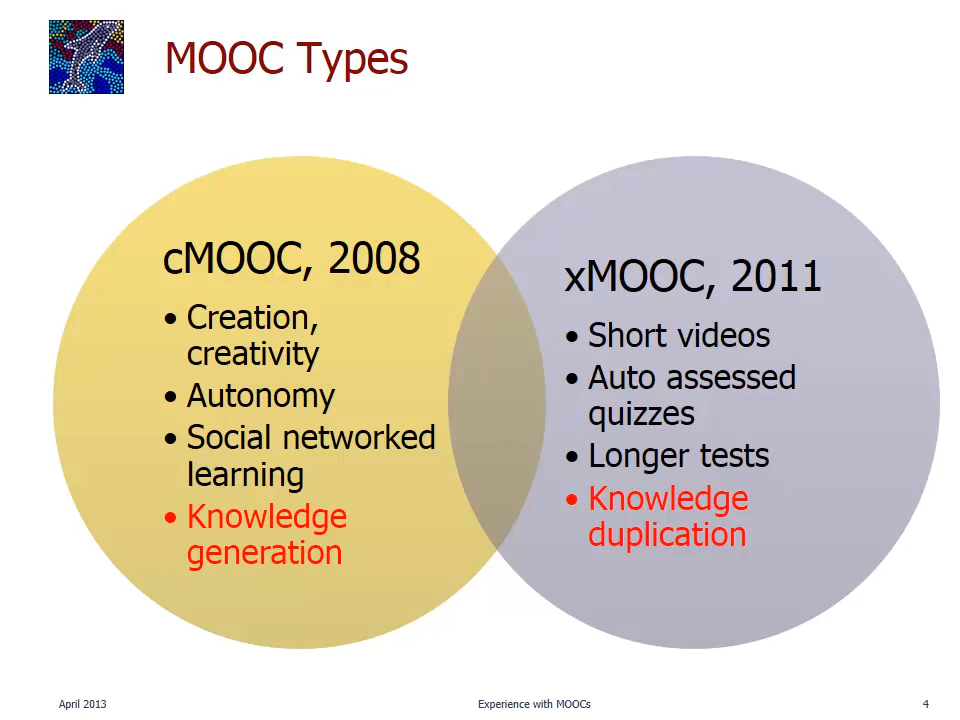 MOOC Types
cMOOC, 2008
• Creation,
creativity
• Autonomy
• Social networked
learning
• Knowledge
generation
xMOOC, 2011
• Short videos
• Auto assessed
quizzes
• Longer tests
• Knowledge
duplication
April 2013
Experience with MOOCs
4